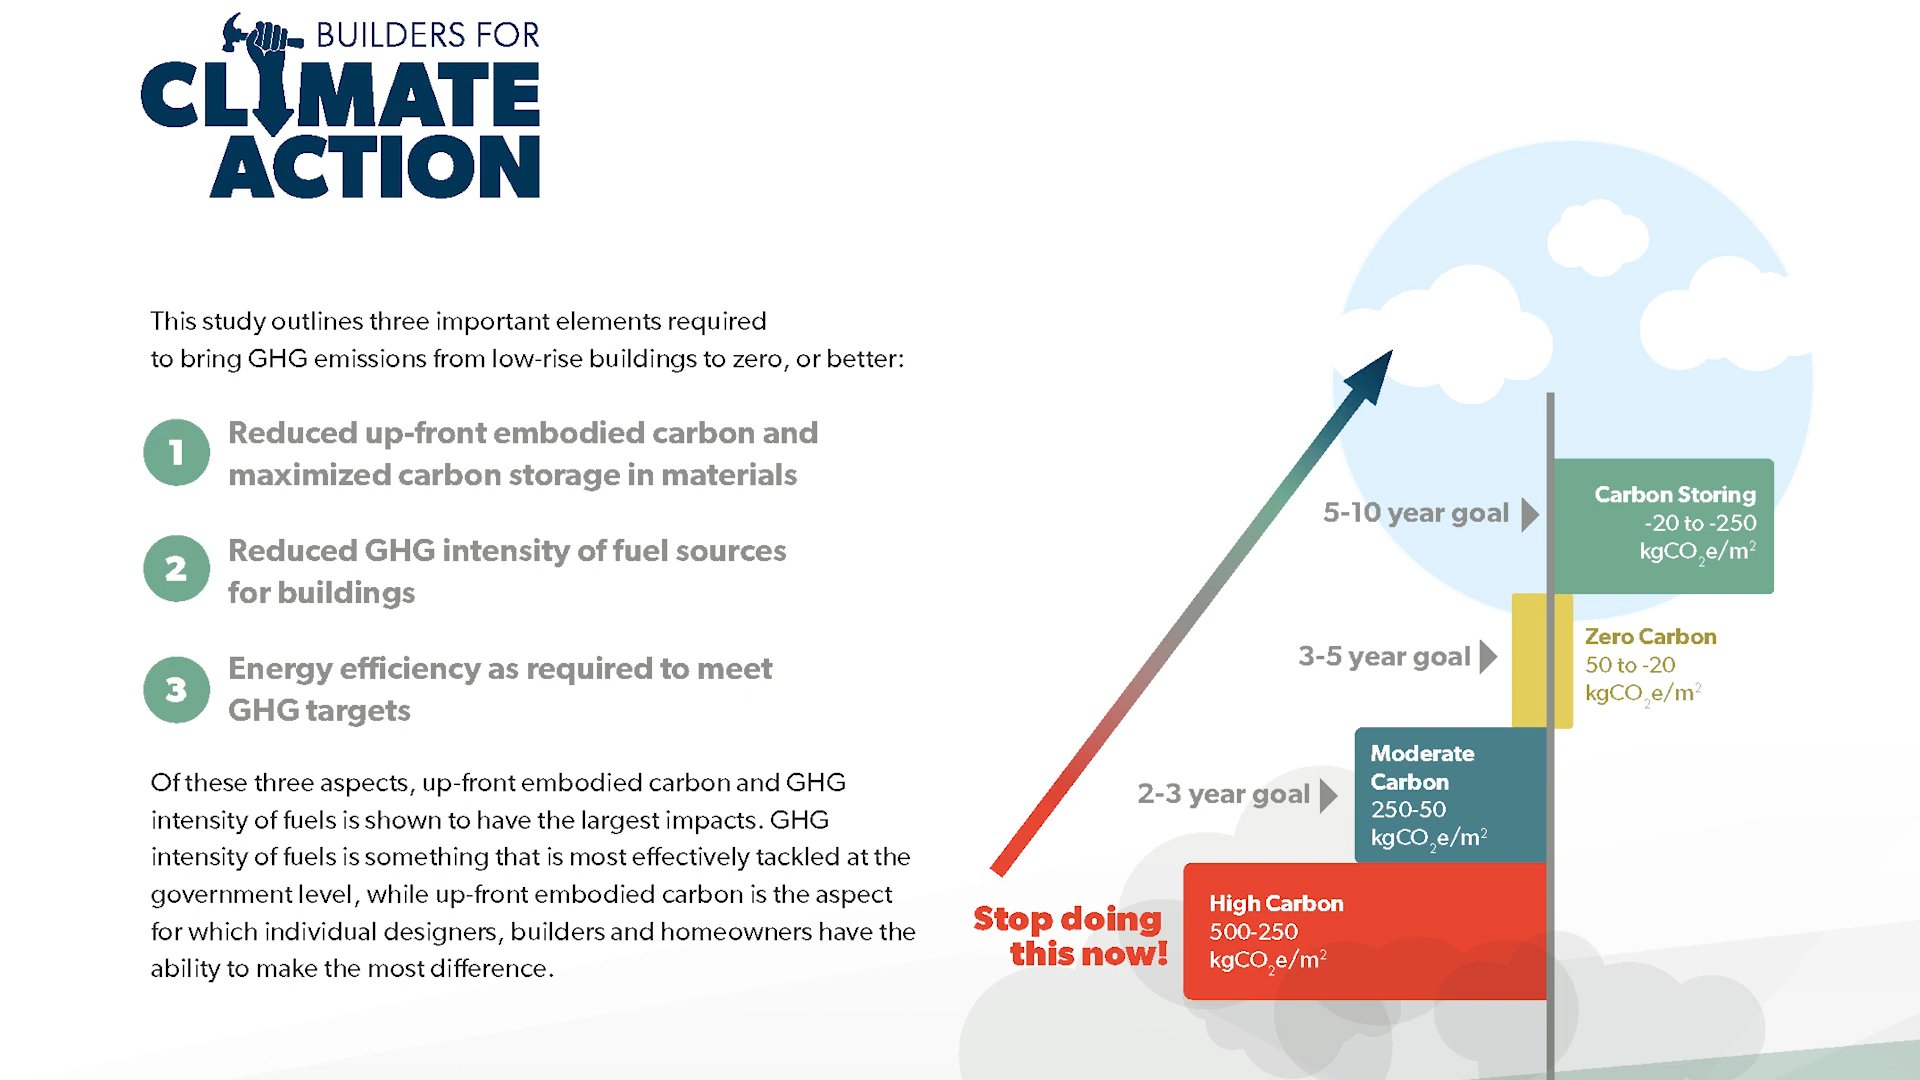 BUILDERS FOR
CLIMATE
ACTION
This study outlines three important elements required
to bring GHG emissions from low-rise buildings to zero, or better:
1
Reduced up-front embodied carbon and
maximized carbon storage in materials
2
Reduced GHG intensity of fuel sources
for buildings
3
Energy efficiency as required to meet
GHG targets
Of these three aspects, up-front embodied carbon and GHG
intensity of fuels is shown to have the largest impacts. GHG
intensity of fuels is something that is most effectively tackled at the
government level, while up-front embodied carbon is the aspect
for which individual designers, builders and homeowners have the
ability to make the most difference.
5-10 year goal
Carbon Storing
-20 to -250
kgCO₂e/m²
3-5 year goal
Zero Carbon
50 to -20
kgCO₂e/m²
2-3 year goal
Moderate
Carbon
250-50
kgCO₂e/m²
Stop doing
this now!
High Carbon
500-250
kgCO₂e/m²